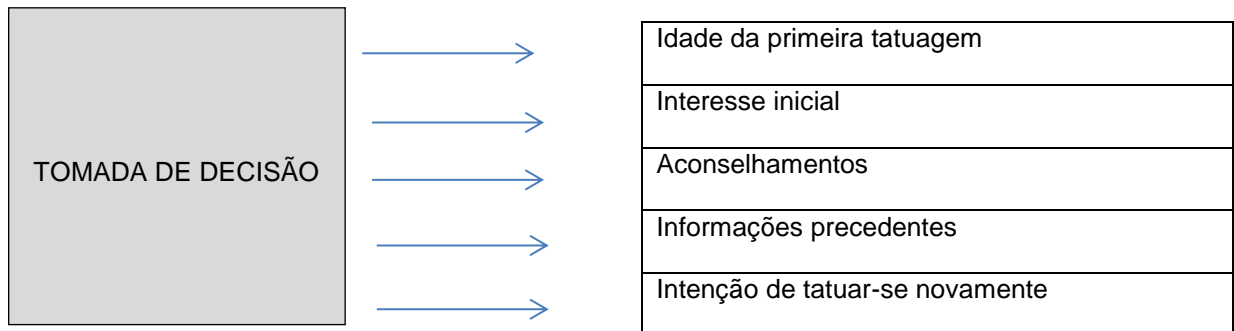 TOMADA DE DECISÃO
Idade da primeira tatuagem
Interesse inicial
Aconselhamentos
Informações precedentes
Intenção de tatuar-se novamente